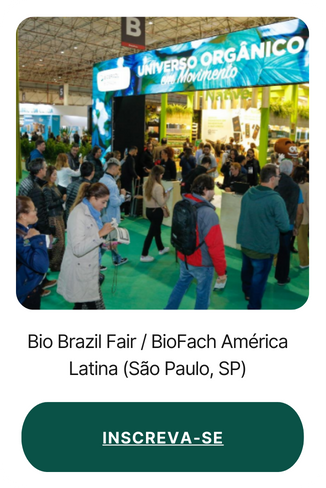 B
UNIVERSO ORGÂNICO
em Movimento
Bio Brazil Fair / BioFach América
Latina (São Paulo, SP)
INSCREVA-SE